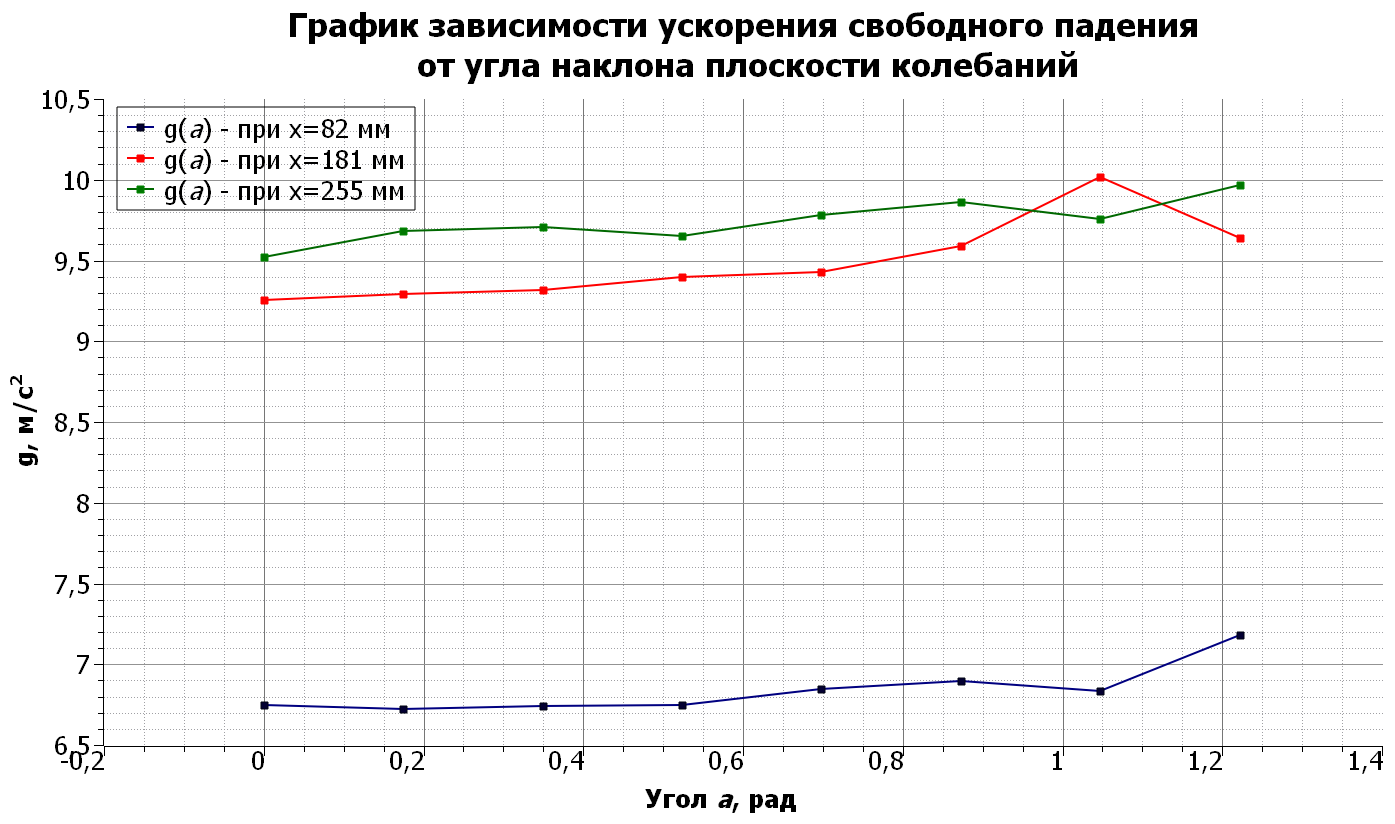 График зависимости ускорения свободного падения
от угла наклона плоскости колебаний
g(a) - при x=82 мм
g(a) - при x=181 мм
g(a) - при x=255 мм
10,5
10
9,5
9
8,5
8
7,5
7
6,5
g, м/с²
-0,2
0
0,2
0,4
0,6
0,8
1
1,2
1,4
Угол a, рад